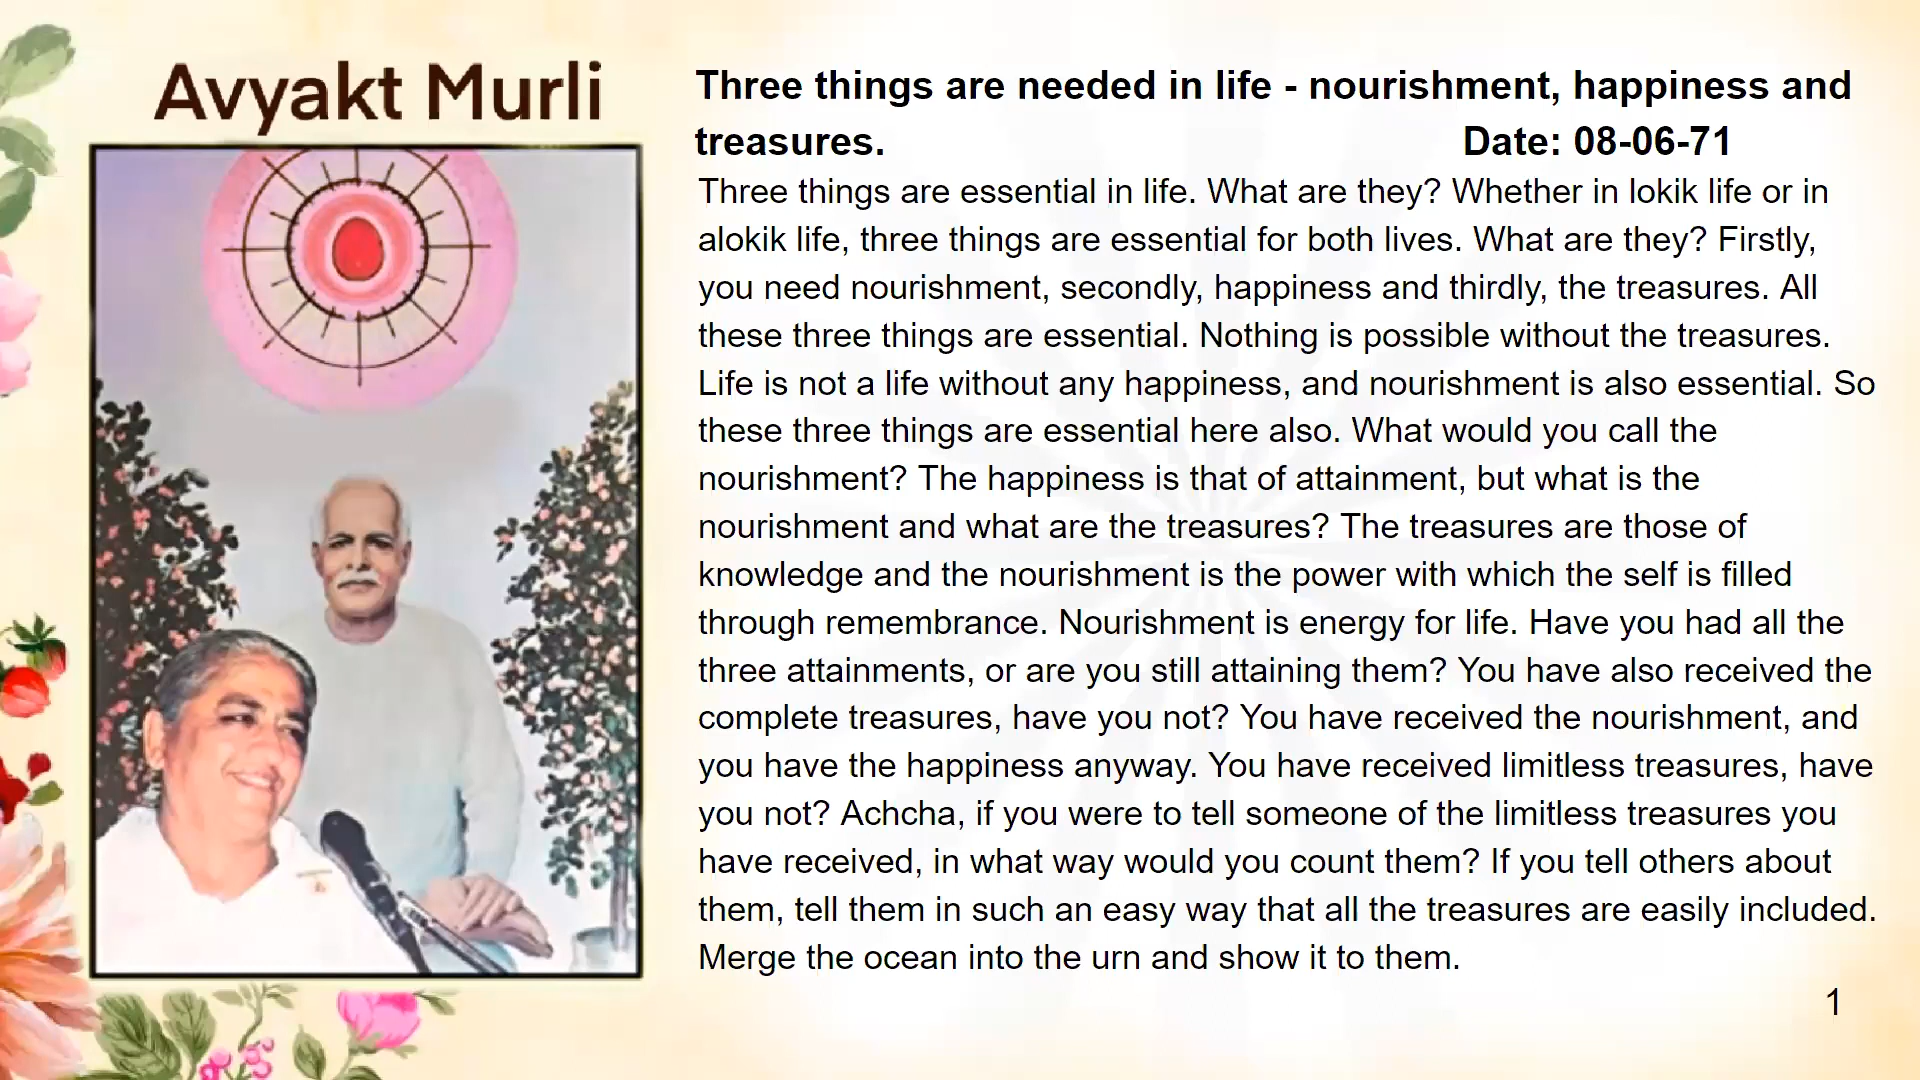 Avyakt Murli
Three things are needed in life - nourishment, happiness and
treasures. Date: 08-06-71
Three things are essential in life. What are they? Whether in lokik life or in
alokik life, three things are essential for both lives. What are they? Firstly,
you need nourishment, secondly, happiness and thirdly, the treasures. All
these three things are essential. Nothing is possible without the treasures.
Life is not a life without any happiness, and nourishment is also essential. So
these three things are essential here also. What would you call the
nourishment? The happiness is that of attainment, but what is the
nourishment and what are the treasures? The treasures are those of
knowledge and the nourishment is the power with which the self is filled
through remembrance. Nourishment is energy for life. Have you had all the
three attainments, or are you still attaining them? You have also received the
complete treasures, have you not? You have received the nourishment, and
you have the happiness anyway. You have received limitless treasures, have
you not? Achcha, if you were to tell someone of the limitless treasures you
have received, in what way would you count them? If you tell others about
them, tell them in such an easy way that all the treasures are easily included.
Merge the ocean into the urn and show it to them.
1